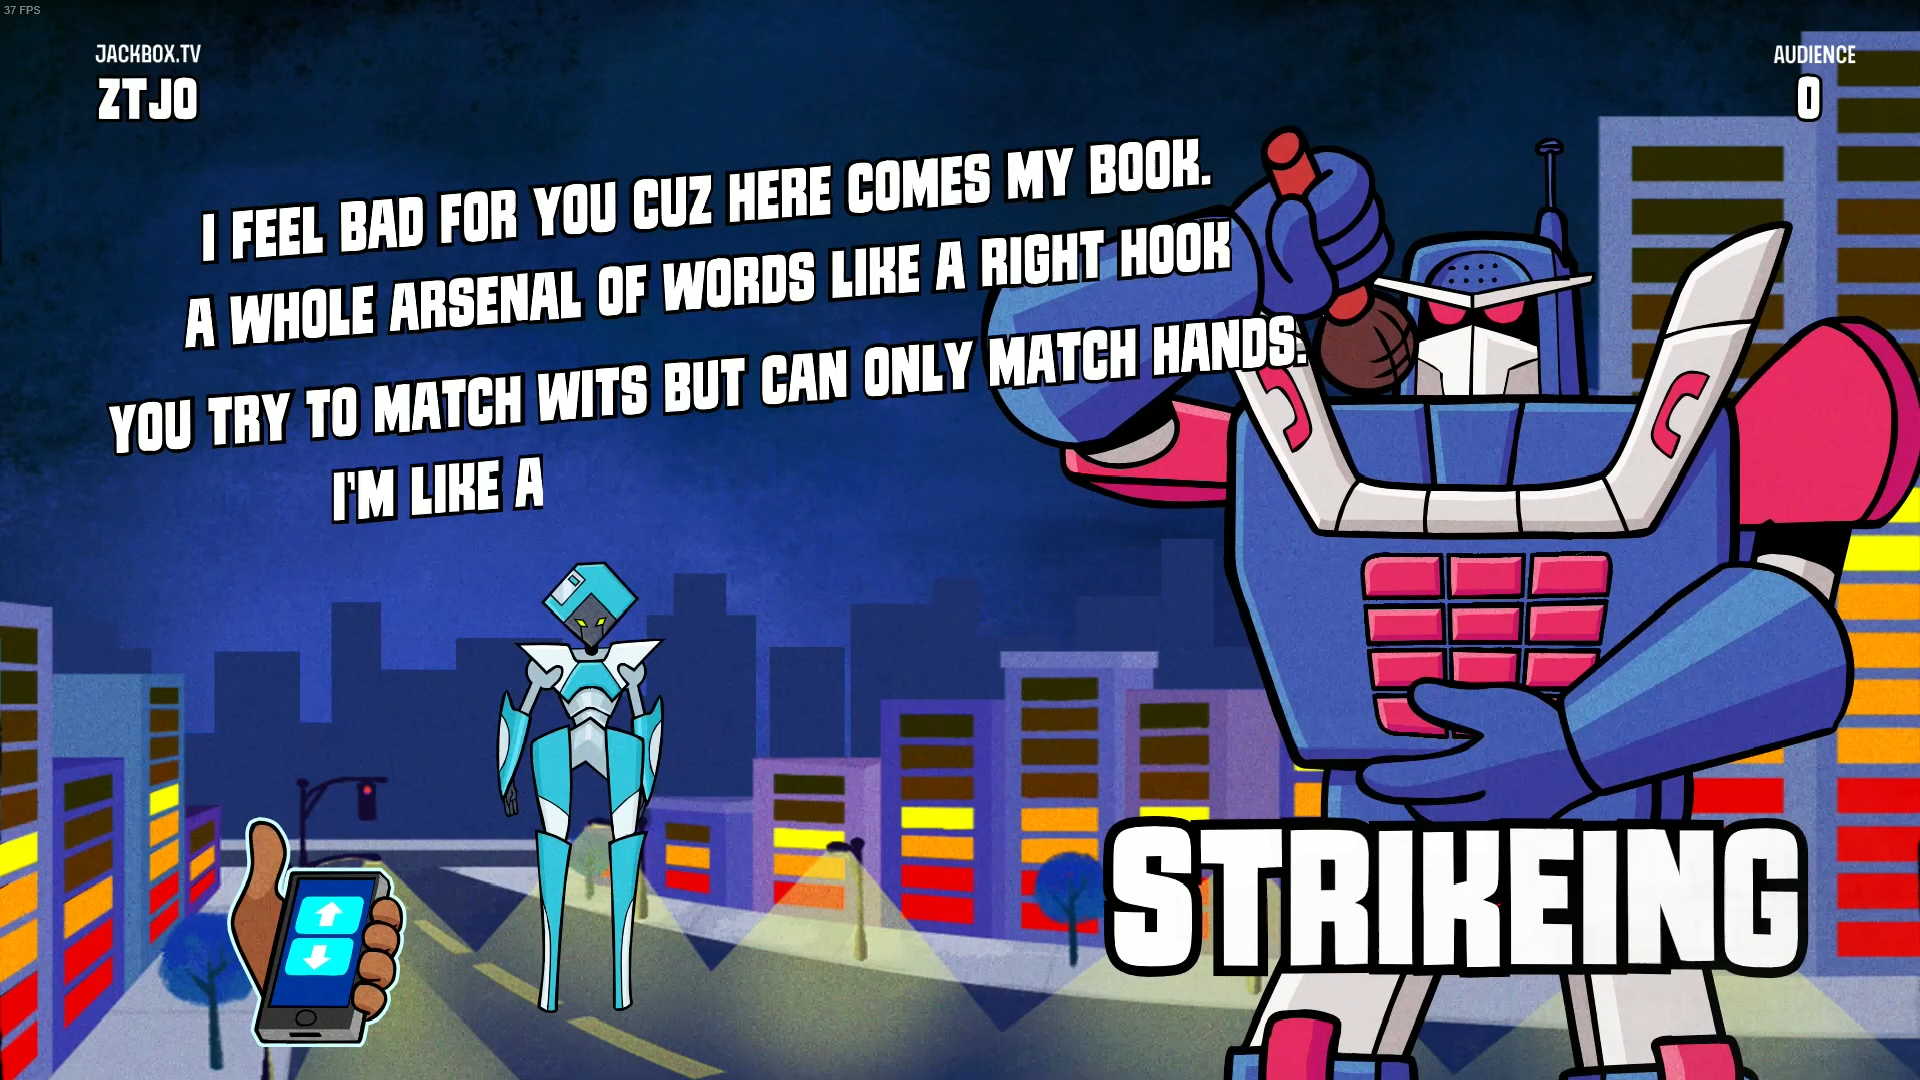 37 FPS
JACKBOX.TV
ZTJO
AUDIENCE
0
I FEEL BAD FOR YOU CUZ HERE COMES MY BOOK.
A WHOLE ARSENAL OF WORDS LIKE A RIGHT HOOK
YOU TRY TO MATCH WITS BUT CAN ONLY MATCH HANDS.
I'M LIKE A
STRIKEING